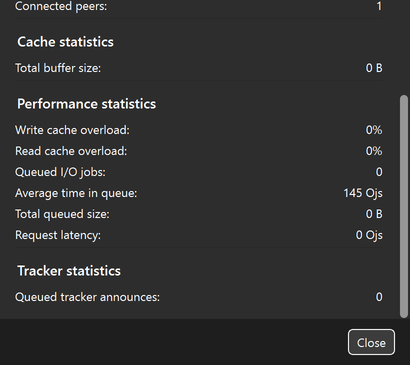 Connected peers: 1
Cache statistics
Total buffer size: 0 B
Performance statistics
Write cache overload: 0%
Read cache overload: 0%
Queued I/O jobs: 0
Average time in queue: 145 Ojs
Total queued size: 0 B
Request latency: 0 Ojs
Tracker statistics
Queued tracker announces: 0
Close